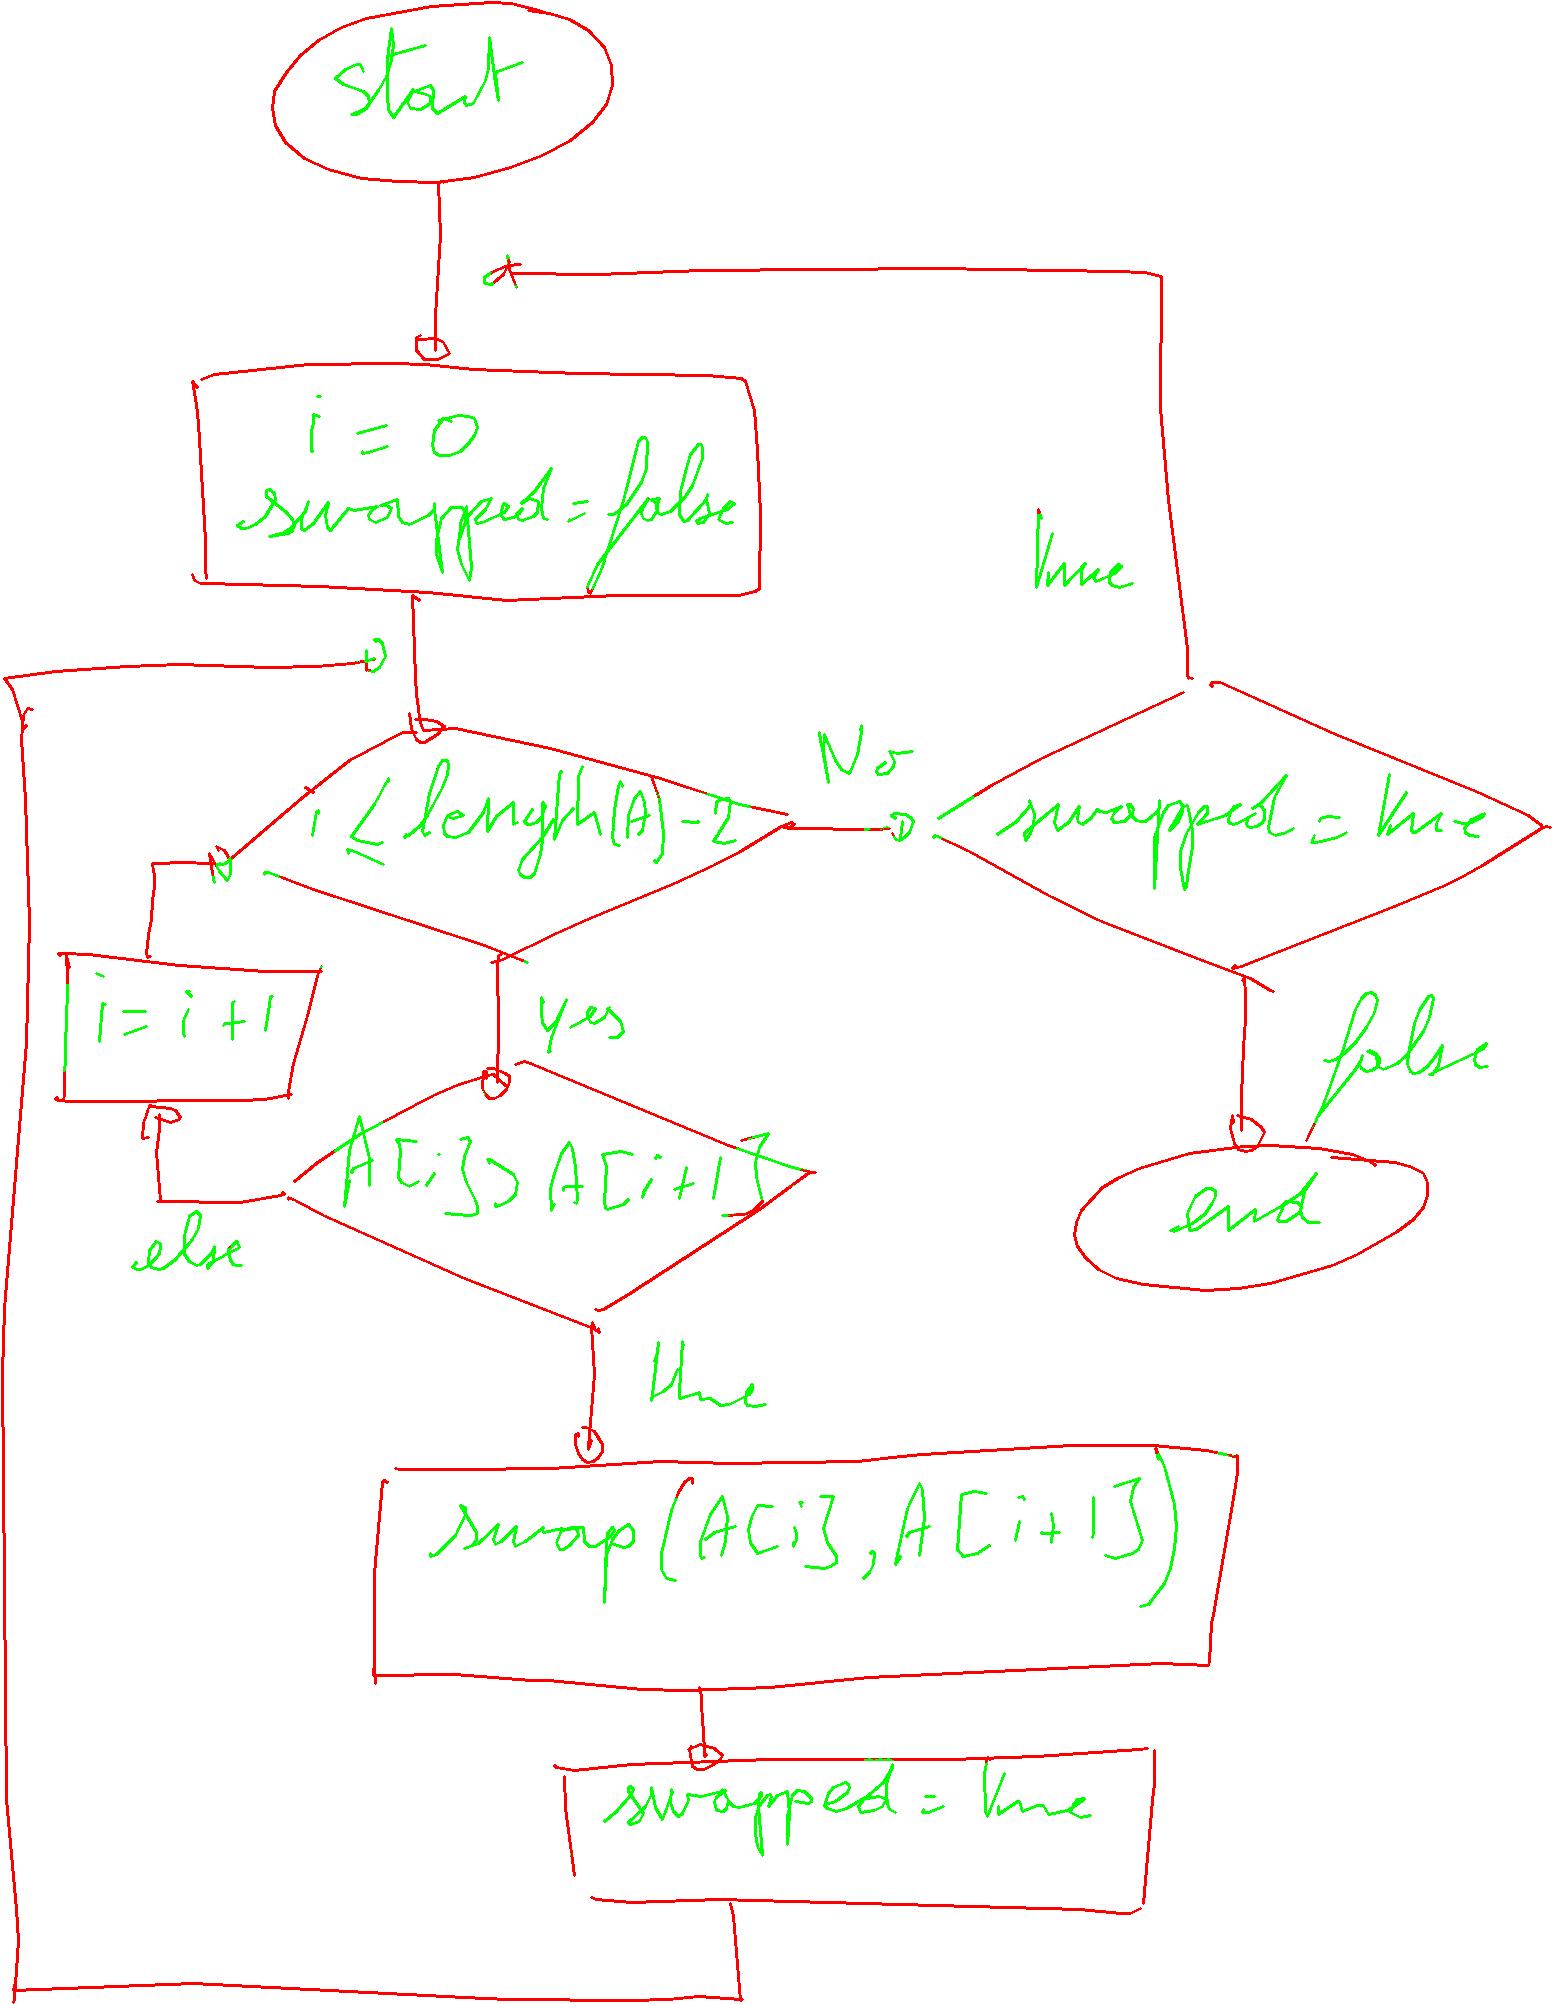 start
i = 0
swapped = false
true
i ≤ length(A) - 2
No
swapped = true
i = i + 1
yes
false
A[i] > A[i+1]
else
end
true
swap(A[i], A[i+1])
swapped = true